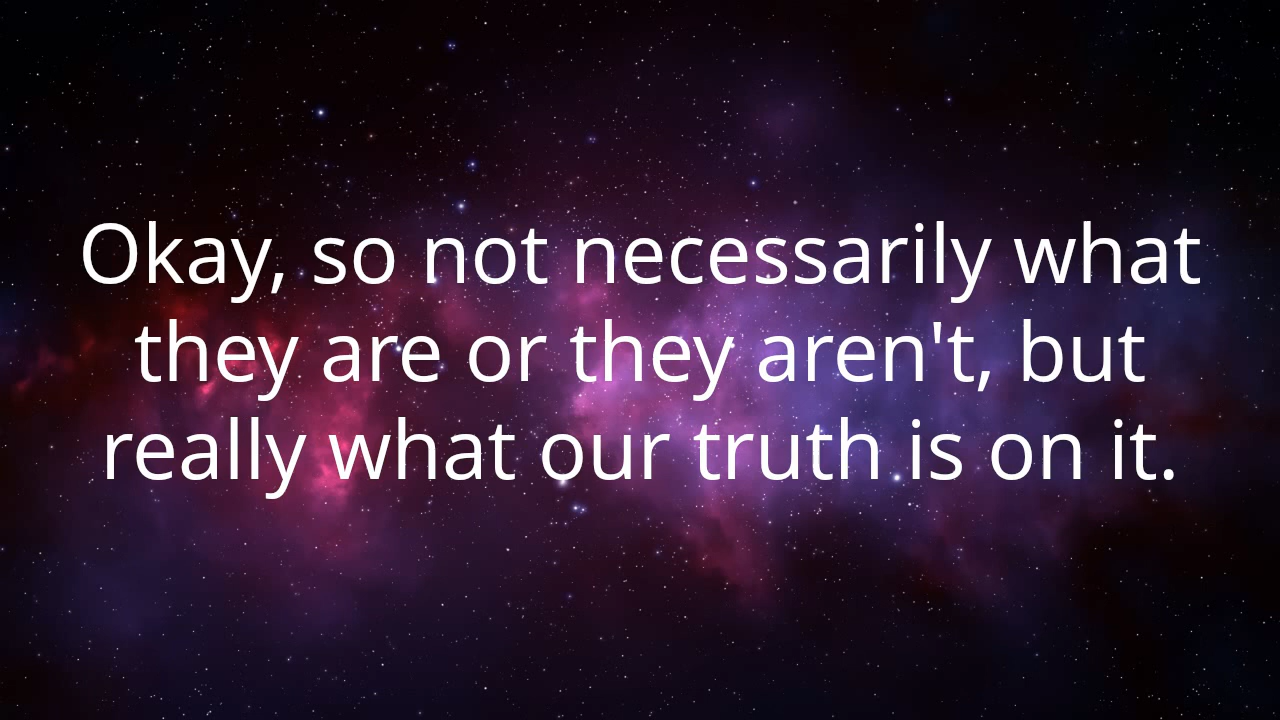 Okay, so not necessarily what
they are or they aren't, but
really what our truth is on it.